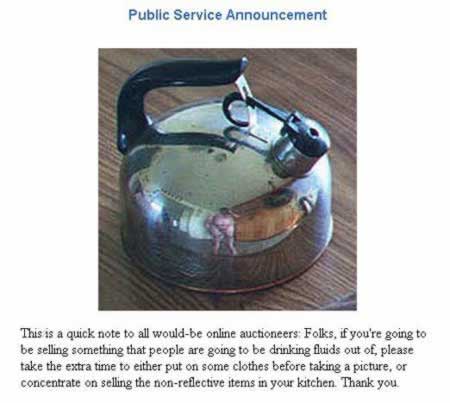 Public Service Announcement
This is a quick note to all would-be online auctioneers: Folks, if you're going to
be selling something that people are going to be drinking fluids out of, please
take the extra time to either put on some clothes before taking a picture, or
concentrate on selling the non-reflective items in your kitchen. Thank you.